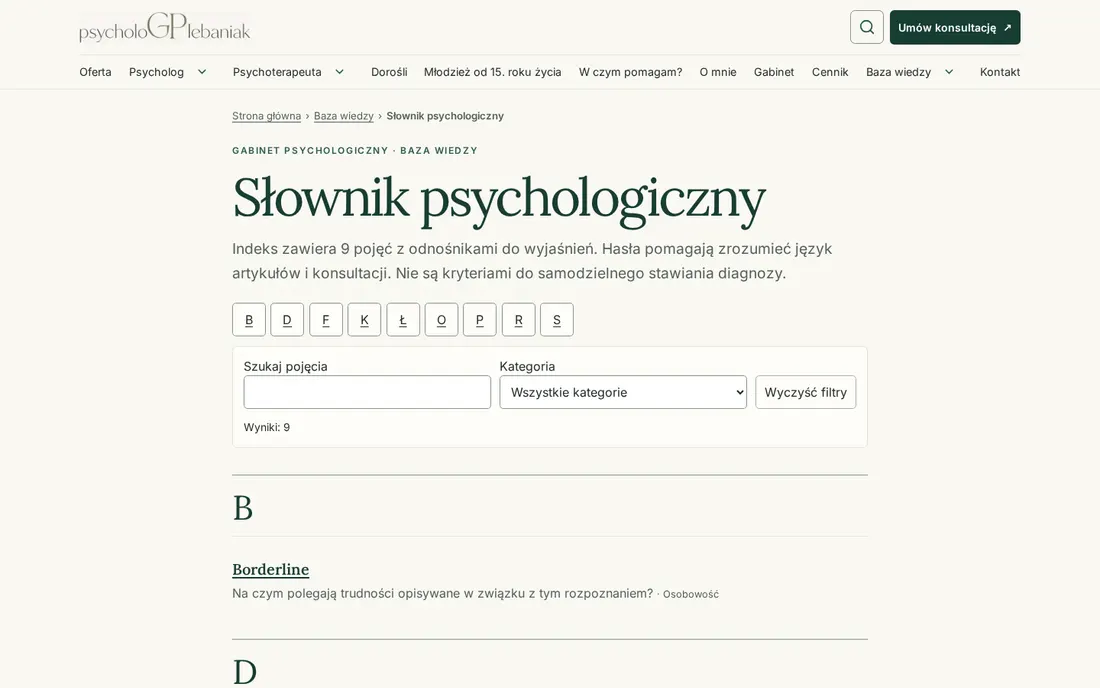 psycholoGPlebaniak
Umów konsultację ↗
Oferta Psycholog Psychoterapeuta Dorośli Młodzież od 15. roku życia W czym pomagam? O mnie Gabinet Cennik Baza wiedzy Kontakt
Strona główna › Baza wiedzy › Słownik psychologiczny
GABINET PSYCHOLOGICZNY · BAZA WIEDZY
Słownik psychologiczny
Indeks zawiera 9 pojęć z odnośnikami do wyjaśnień. Hasła pomagają zrozumieć język
artykułów i konsultacji. Nie są kryteriami do samodzielnego stawiania diagnozy.
B D F K Ł O P R S
Szukaj pojęcia Kategoria
Wszystkie kategorie Wyczyść filtry
Wyniki: 9
B
Borderline
Na czym polegają trudności opisywane w związku z tym rozpoznaniem? · Osobowość
D